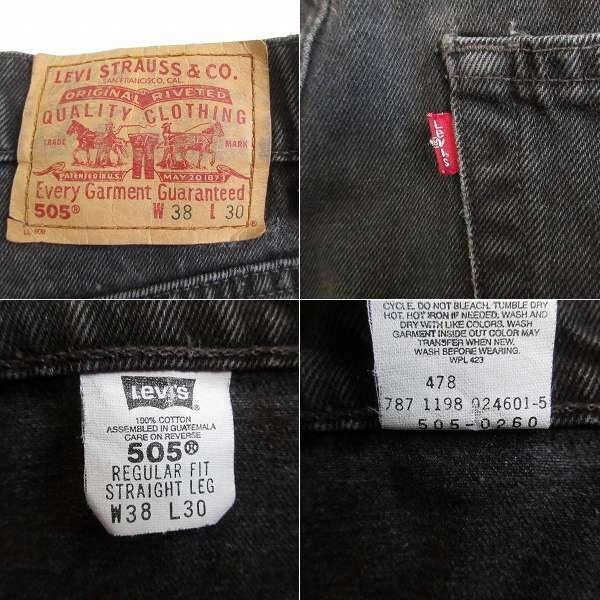 LEVI STRAUSS & CO.
SAN FRANCISCO, CAL.
ORIGINAL RIVETED
QUALITY CLOTHING
TRADE MARK
PATENTED IN U.S. MAY 20 1873
Every Garment Guaranteed
505® W 38 L 30
LEVI'S
Levi's
100% COTTON
ASSEMBLED IN GUATEMALA
CARE ON REVERSE
505®
REGULAR FIT
STRAIGHT LEG
W38 L30
CYCLE. DO NOT BLEACH. TUMBLE DRY
HOT. HOT IRON IF NEEDED. WASH AND
DRY WITH LIKE COLORS. WASH
GARMENT INSIDE OUT COLOR MAY
TRANSFER WHEN NEW.
WASH BEFORE WEARING.
WPL 423
478
787 1198 024601-5
505-0260